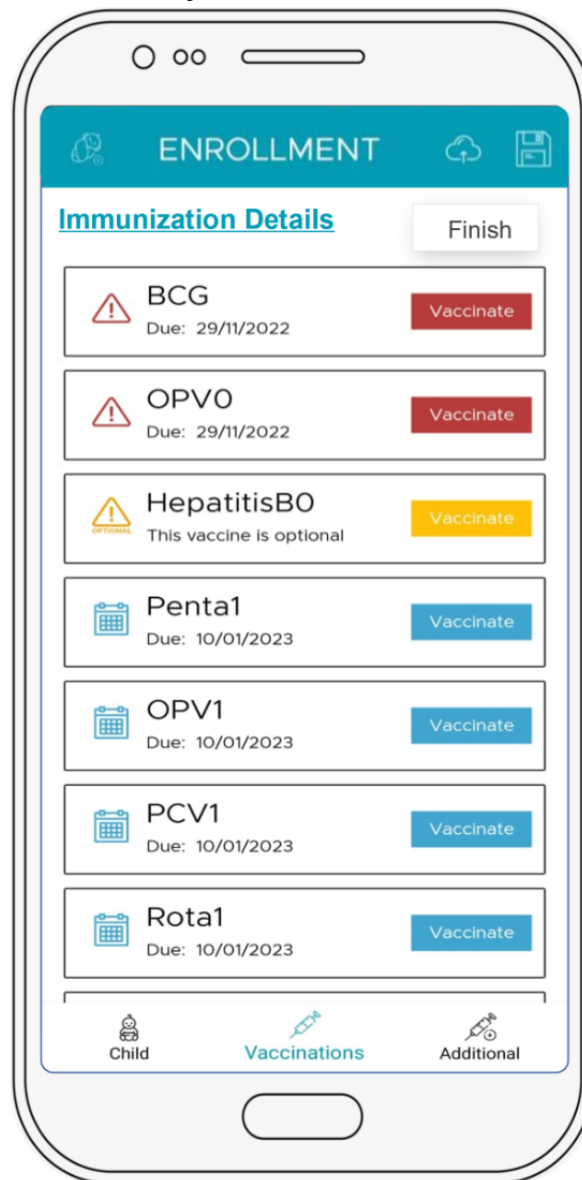 ENROLLMENT
Immunization Details
Finish
BCG
Due: 29/11/2022
Vaccinate
OPV0
Due: 29/11/2022
Vaccinate
OPTIONAL
HepatitisB0
This vaccine is optional
Vaccinate
Penta1
Due: 10/01/2023
Vaccinate
OPV1
Due: 10/01/2023
Vaccinate
PCV1
Due: 10/01/2023
Vaccinate
Rota1
Due: 10/01/2023
Vaccinate
Child
Vaccinations
Additional